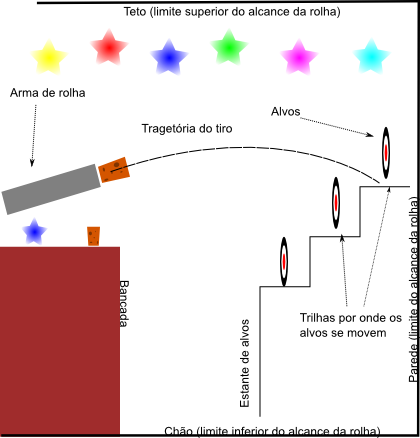 Teto (limite superior do alcance da rolha)
Arma de rolha
Tragetória do tiro
Alvos
Bancada
Estante de alvos
Trilhas por onde os
alvos se movem
Parede (limite do alcance da rolha)
Chão (limite inferior do alcance da rolha)